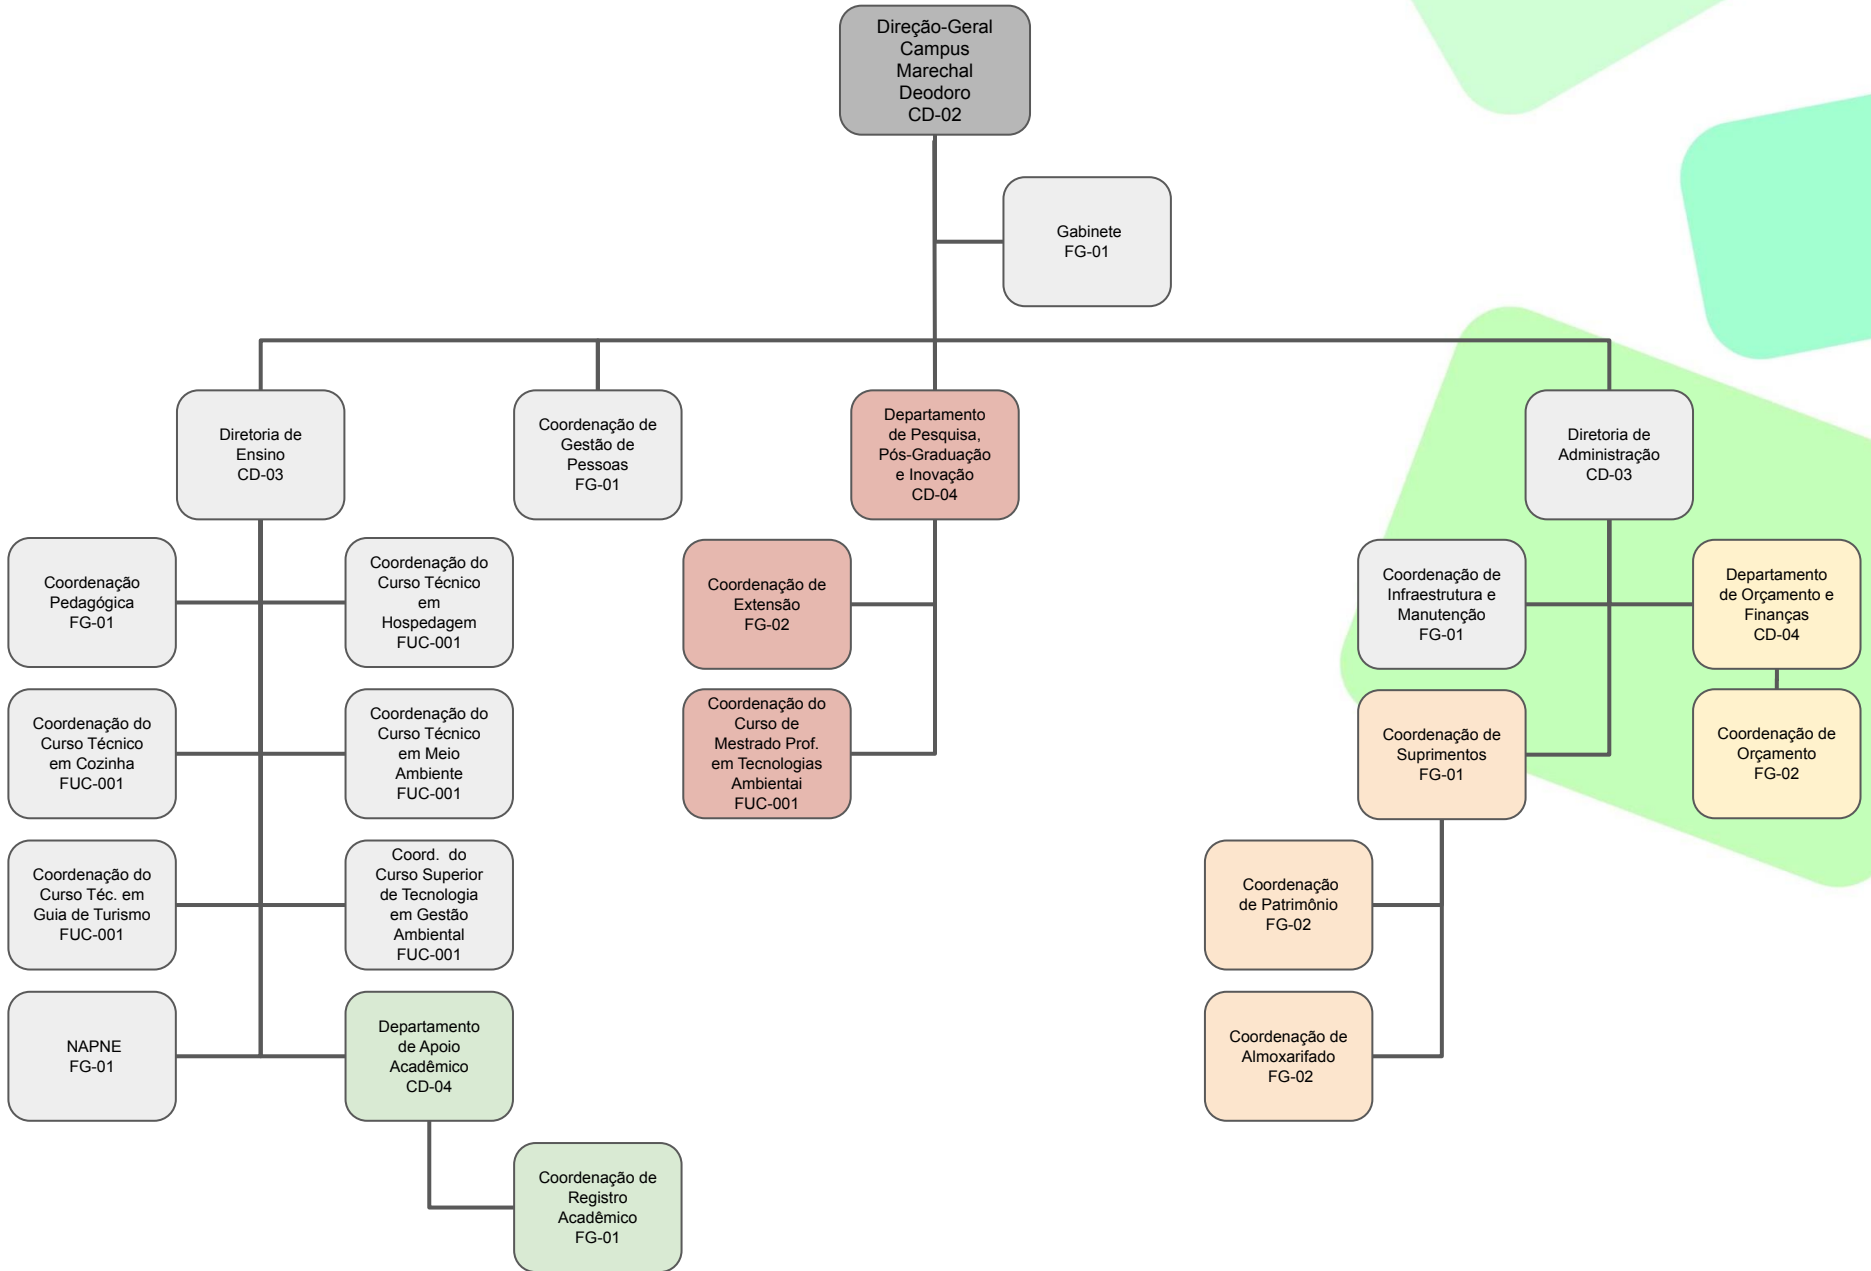 Direção-Geral
Campus
Marechal
Deodoro
CD-02
Gabinete
FG-01
Diretoria de
Ensino
CD-03
Coordenação de
Gestão de
Pessoas
FG-01
Departamento
de Pesquisa,
Pós-Graduação
e Inovação
CD-04
Diretoria de
Administração
CD-03
Coordenação
Pedagógica
FG-01
Coordenação do
Curso Técnico
em
Hospedagem
FUC-001
Coordenação de
Extensão
FG-02
Coordenação de
Infraestrutura e
Manutenção
FG-01
Departamento
de Orçamento e
Finanças
CD-04
Coordenação do
Curso Técnico
em Cozinha
FUC-001
Coordenação do
Curso Técnico
em Meio
Ambiente
FUC-001
Coordenação do
Curso de
Mestrado Prof.
em Tecnologias
Ambientai
FUC-001
Coordenação de
Suprimentos
FG-01
Coordenação de
Orçamento
FG-02
Coordenação do
Curso Téc. em
Guia de Turismo
FUC-001
Coord. do
Curso Superior
de Tecnologia
em Gestão
Ambiental
FUC-001
Coordenação
de Patrimônio
FG-02
NAPNE
FG-01
Departamento
de Apoio
Acadêmico
CD-04
Coordenação de
Almoxarifado
FG-02
Coordenação de
Registro
Acadêmico
FG-01